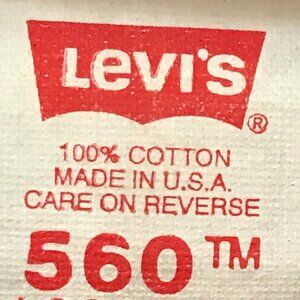 Levi's
®
100% COTTON
MADE IN U.S.A.
CARE ON REVERSE
560™